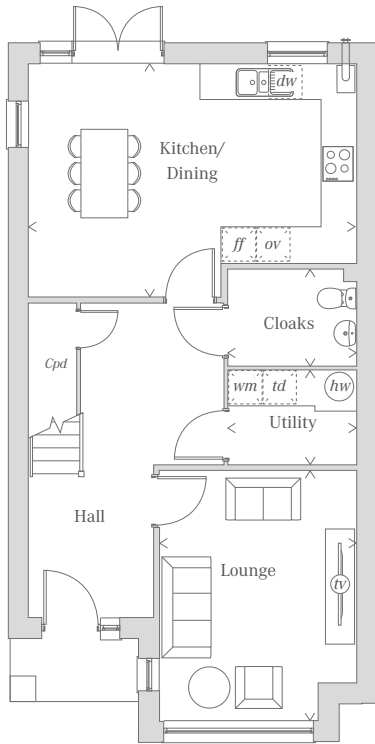 dw
Kitchen/
Dining
ff ov
Cloaks
Cpd
wm td hw
Utility
Hall
Lounge
tv